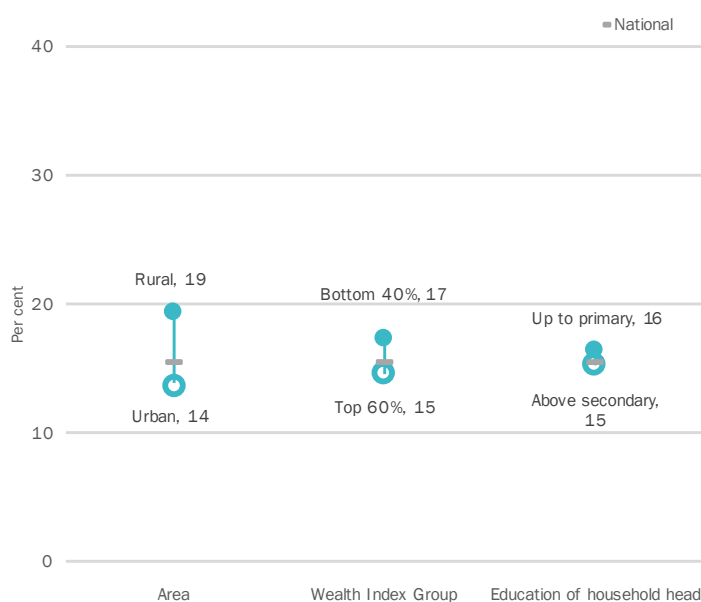 National
40
30
20
10
0
Per cent
Rural, 19
Urban, 14
Bottom 40%, 17
Top 60%, 15
Up to primary, 16
Above secondary,
15
Area
Wealth Index Group
Education of household head